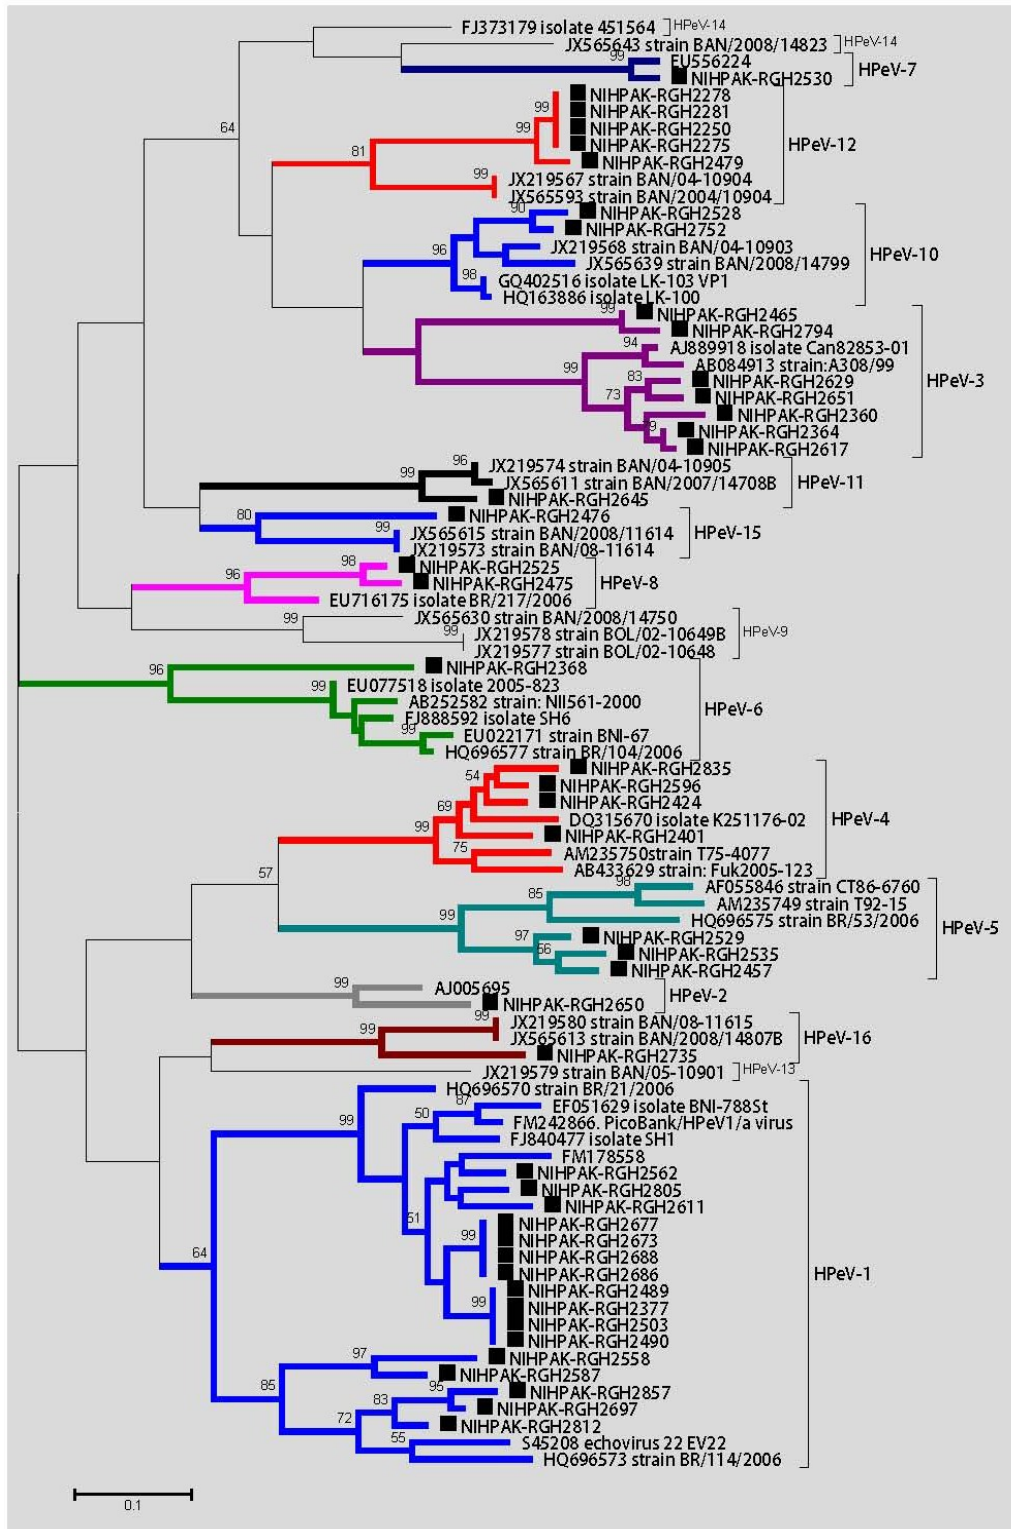 FJ373179 isolate 451564
HPeV-14
JX565643 strain BAN/2008/14823
HPeV-14
99
EU556224
NIHPAK-RGH2530
HPeV-7
64
99
99
NIHPAK-RGH2278
NIHPAK-RGH2281
NIHPAK-RGH2250
NIHPAK-RGH2275
NIHPAK-RGH2479
81
99
JX219567 strain BAN/04-10904
JX565593 strain BAN/2004/10904
HPeV-12
90
NIHPAK-RGH2528
NIHPAK-RGH2752
96
JX219568 strain BAN/04-10903
JX565639 strain BAN/2008/14799
98
GQ402516 isolate LK-103 VP1
HQ163886 isolate LK-100
HPeV-10
99
NIHPAK-RGH2465
NIHPAK-RGH2794
94
AJ889918 isolate Can82853-01
AB084913 strain:A308/99
99
83
NIHPAK-RGH2629
NIHPAK-RGH2651
73
NIHPAK-RGH2360
79
NIHPAK-RGH2364
NIHPAK-RGH2617
HPeV-3
99
96
JX219574 strain BAN/04-10905
JX565611 strain BAN/2007/14708B
NIHPAK-RGH2645
HPeV-11
80
NIHPAK-RGH2476
99
JX565615 strain BAN/2008/11614
JX219573 strain BAN/08-11614
HPeV-15
96
98
NIHPAK-RGH2525
NIHPAK-RGH2475
EU716175 isolate BR/217/2006
HPeV-8
99
JX565630 strain BAN/2008/14750
99
JX219578 strain BOL/02-10649B
JX219577 strain BOL/02-10648
HPeV-9
96
NIHPAK-RGH2368
99
EU077518 isolate 2005-823
AB252582 strain: NII561-2000
FJ888592 isolate SH6
99
EU022171 strain BNI-67
HQ696577 strain BR/104/2006
HPeV-6
54
NIHPAK-RGH2835
NIHPAK-RGH2596
69
NIHPAK-RGH2424
DQ315670 isolate K251176-02
99
NIHPAK-RGH2401
75
AM235750strain T75-4077
AB433629 strain: Fuk2005-123
HPeV-4
57
85
98
AF055846 strain CT86-6760
AM235749 strain T92-15
HQ696575 strain BR/53/2006
99
97
NIHPAK-RGH2529
56
NIHPAK-RGH2535
NIHPAK-RGH2457
HPeV-5
99
AJ005695
NIHPAK-RGH2650
HPeV-2
99
99
JX219580 strain BAN/08-11615
JX565613 strain BAN/2008/14807B
NIHPAK-RGH2735
HPeV-16
JX219579 strain BAN/05-10901
HPeV-13
99
HQ696570 strain BR/21/2006
50
87
EF051629 isolate BNI-788St
FM242866. PicoBank/HPeV1/a virus
FJ840477 isolate SH1
FM178558
NIHPAK-RGH2562
NIHPAK-RGH2805
NIHPAK-RGH2611
51
99
NIHPAK-RGH2677
NIHPAK-RGH2673
NIHPAK-RGH2688
NIHPAK-RGH2686
99
NIHPAK-RGH2489
NIHPAK-RGH2377
NIHPAK-RGH2503
NIHPAK-RGH2490
64
97
NIHPAK-RGH2558
NIHPAK-RGH2587
85
95
NIHPAK-RGH2857
83
NIHPAK-RGH2697
NIHPAK-RGH2812
72
55
S45208 echovirus 22 EV22
HQ696573 strain BR/114/2006
HPeV-1
0.1